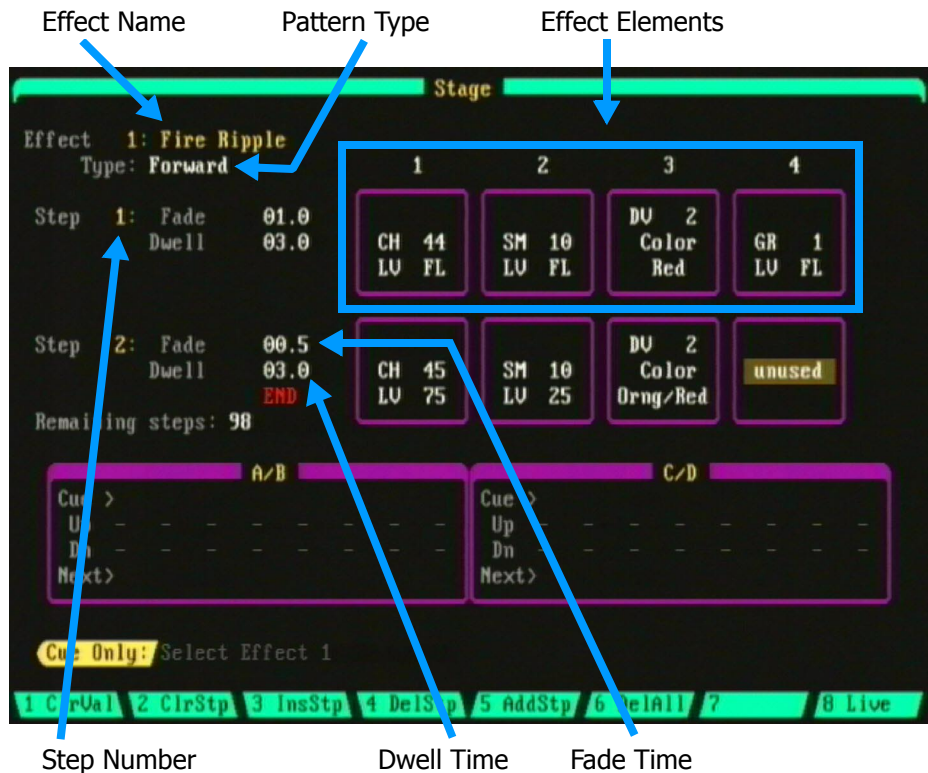 Effect Name Pattern Type Effect Elements
Stage
Effect 1: Fire Ripple
Type: Forward
1 2 3 4
Step 1: Fade 01.0
Dwell 03.0
CH 44
LV FL
SM 10
LV FL
DV 2
Color
Red
GR 1
LV FL
Step 2: Fade 00.5
Dwell 03.0
END
CH 45
LV 75
SM 10
LV 25
DV 2
Color
Orng/Red
unused
Remaining steps: 98
A/B
Cue >
Up - - - - - - - -
Dn - - - - - - - -
Next>
C/D
Cue >
Up - - - - - - - -
Dn - - - - - - - -
Next>
Cue Only: Select Effect 1
1 ClrVal 2 ClrStp 3 InsStp 4 DelStp 5 AddStp 6 DelAll 7 8 Live
Step Number Dwell Time Fade Time